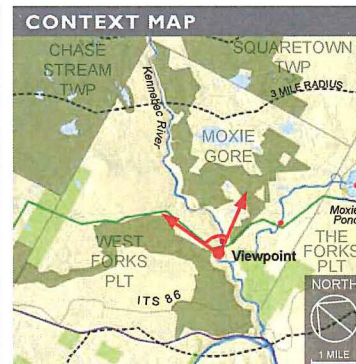 CONTEXT MAP
CHASE
STREAM
TWP
SQUARETOWN
TWP
Kennebec River
3 MILE RADIUS
MOXIE
GORE
Moxie
Pond
WEST
FORKS
PLT
Viewpoint
THE
FORKS
PLT
ITS 86
NORTH
1 MILE